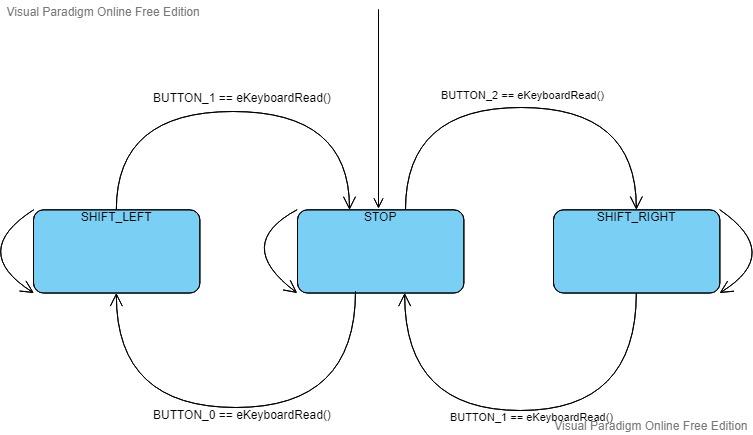 Visual Paradigm Online Free Edition
BUTTON_1 == eKeyboardRead()
BUTTON_2 == eKeyboardRead()
SHIFT_LEFT
STOP
SHIFT_RIGHT
BUTTON_0 == eKeyboardRead()
BUTTON_1 == eKeyboardRead()
Visual Paradigm Online Free Edition